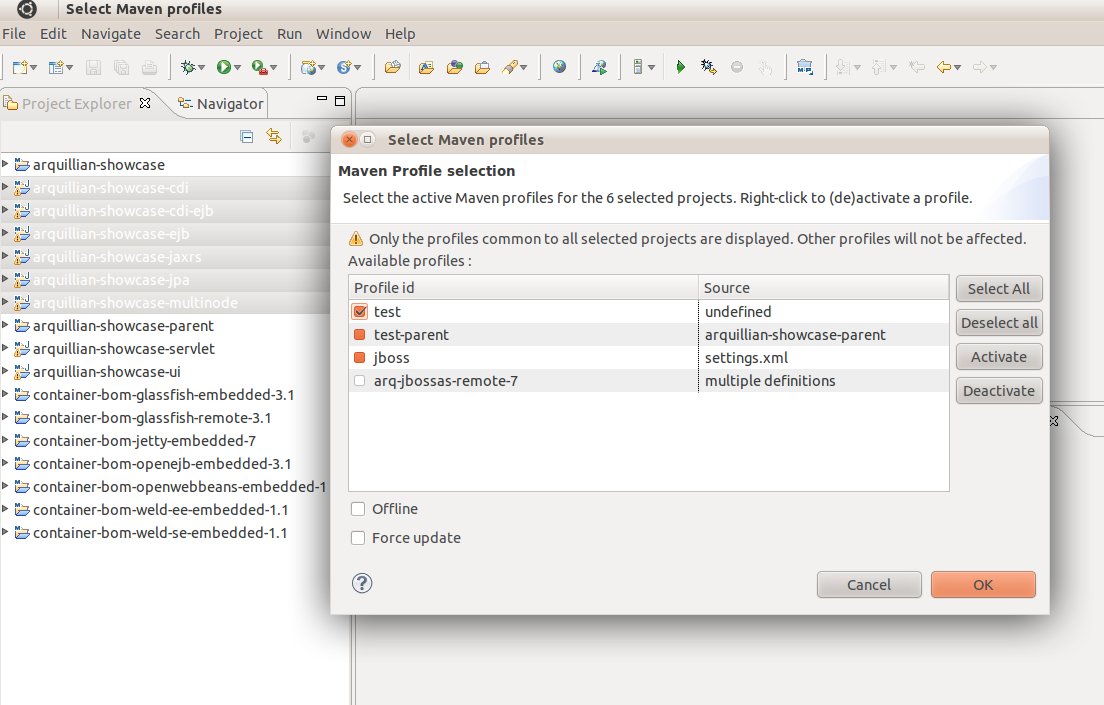 Select Maven profiles
File Edit Navigate Search Project Run Window Help
Project Explorer Navigator
arquillian-showcase
arquillian-showcase-cdi
arquillian-showcase-cdi-ejb
arquillian-showcase-ejb
arquillian-showcase-jaxrs
arquillian-showcase-jpa
arquillian-showcase-multinode
arquillian-showcase-parent
arquillian-showcase-servlet
arquillian-showcase-ui
container-bom-glassfish-embedded-3.1
container-bom-glassfish-remote-3.1
container-bom-jetty-embedded-7
container-bom-openejb-embedded-3.1
container-bom-openwebbeans-embedded-1
container-bom-weld-ee-embedded-1.1
container-bom-weld-se-embedded-1.1
Select Maven profiles
Maven Profile selection
Select the active Maven profiles for the 6 selected projects. Right-click to (de)activate a profile.
Only the profiles common to all selected projects are displayed. Other profiles will not be affected.
Available profiles :
Profile id Source
test undefined
test-parent arquillian-showcase-parent
jboss settings.xml
arq-jbossas-remote-7 multiple definitions
Select All
Deselect all
Activate
Deactivate
Offline
Force update
Cancel OK